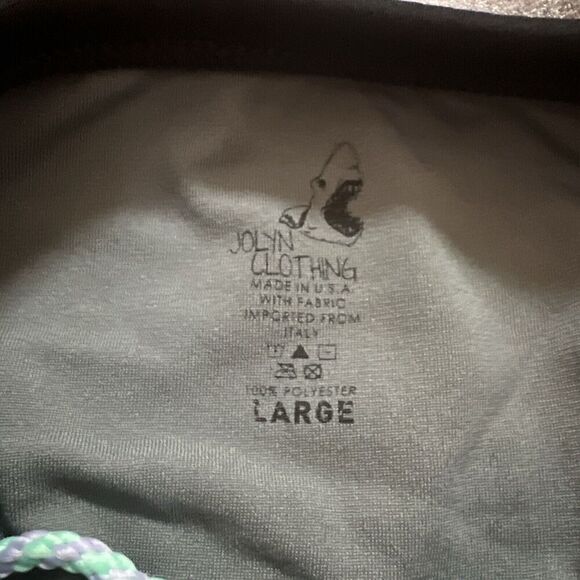 JOLYN
CLOTHING
MADE IN U.S.A
WITH FABRIC
IMPORTED FROM
ITALY
100% POLYESTER
LARGE